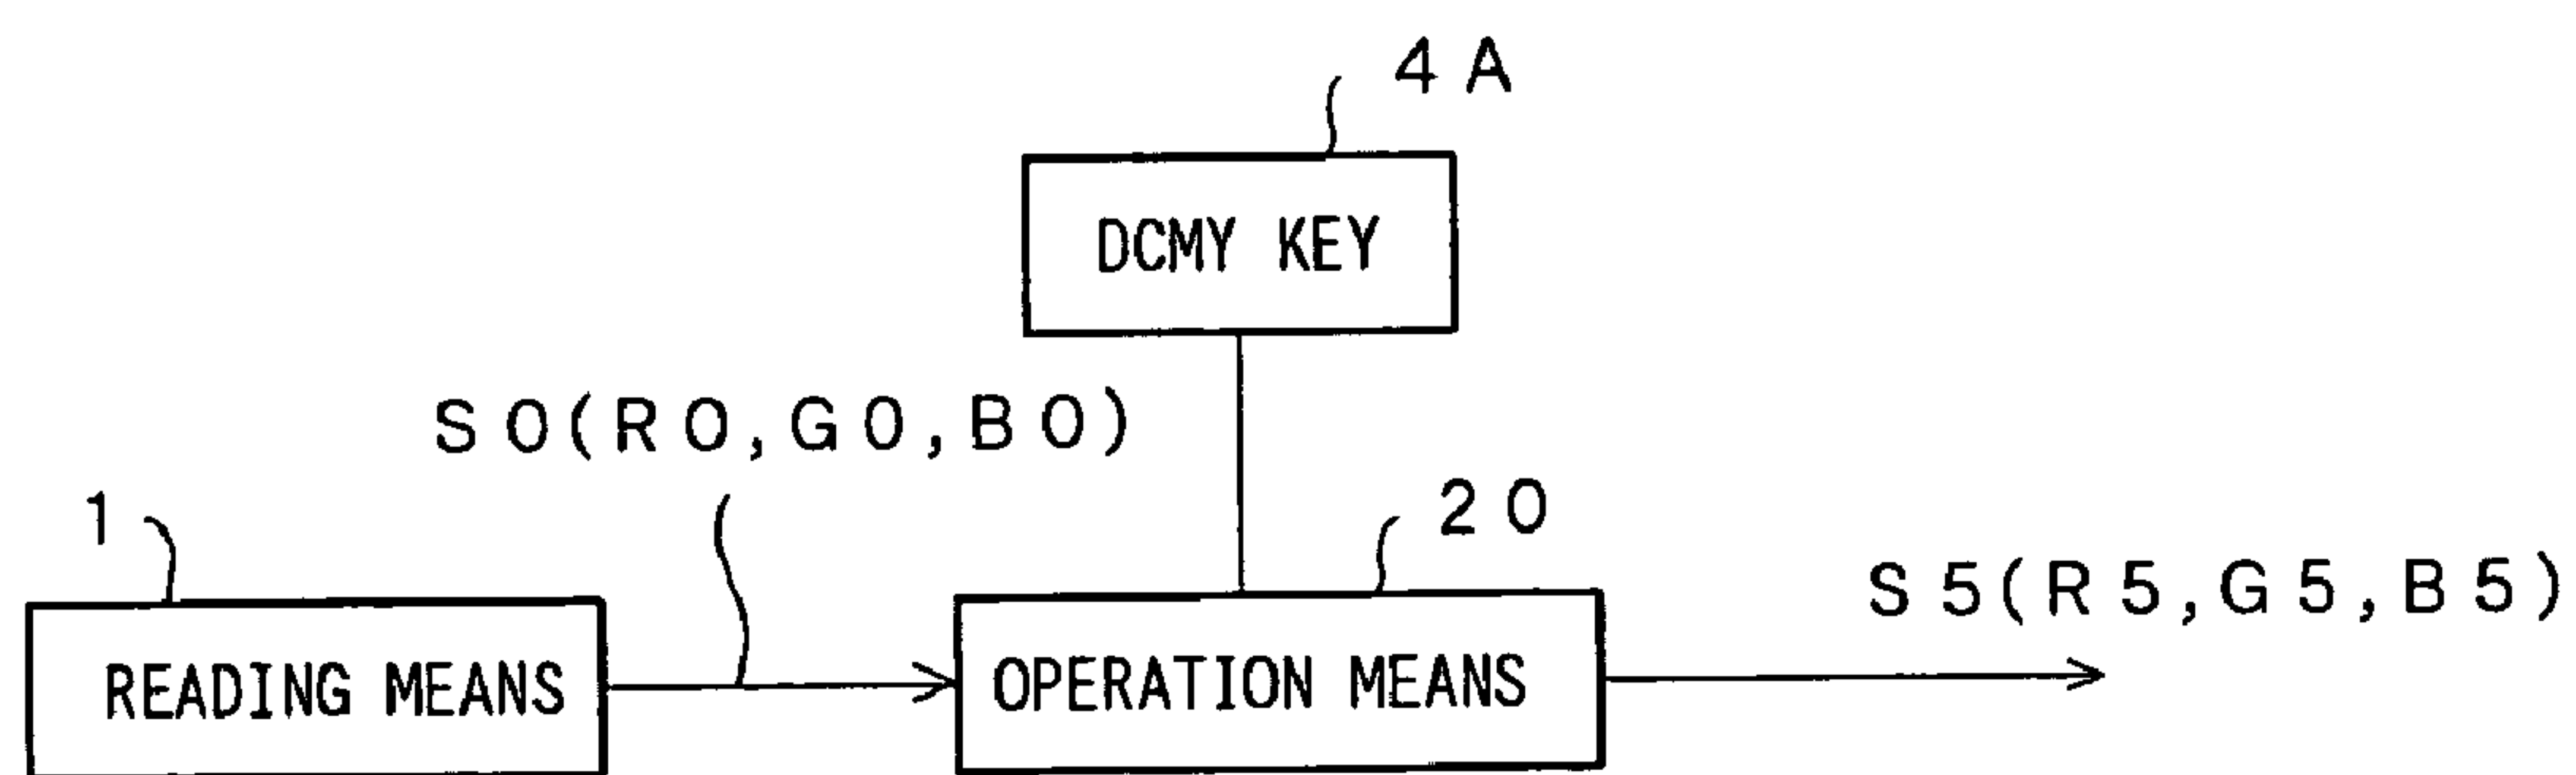 4A
DCMY KEY
S0(R0,G0,B0)
1
20
S5(R5,G5,B5)
READING MEANS
OPERATION MEANS